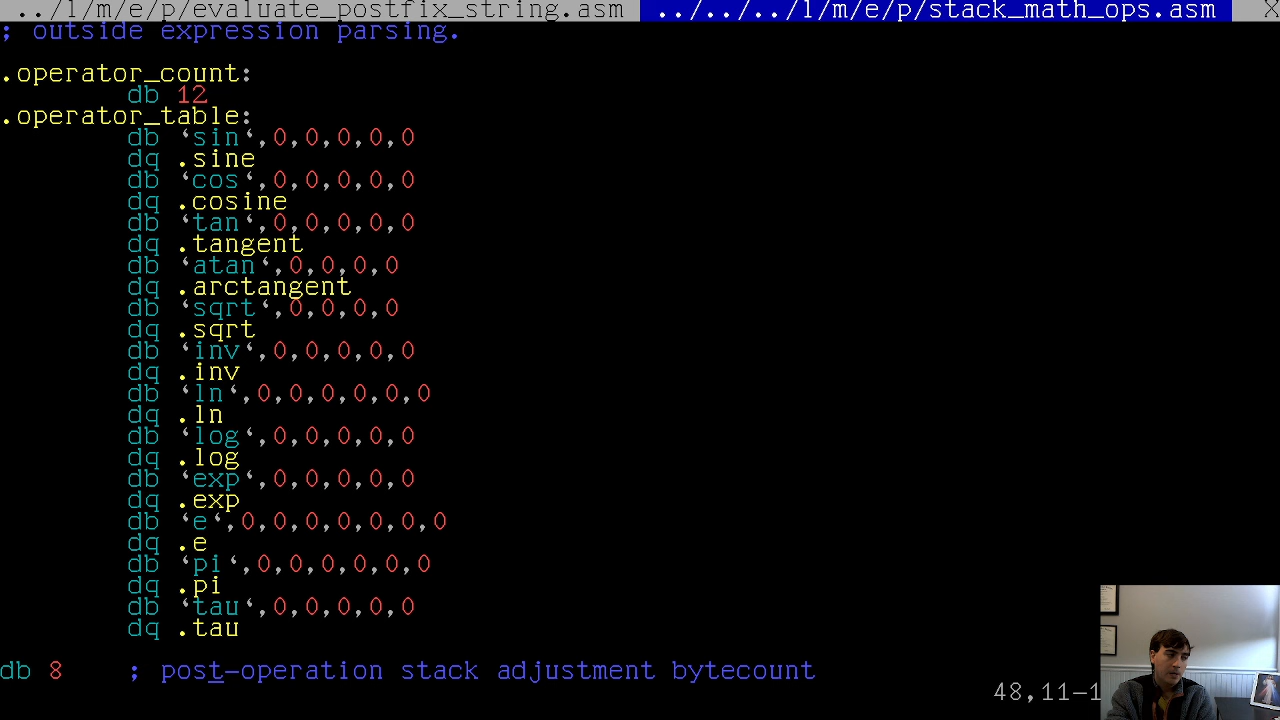 ../l/m/e/p/evaluate_postfix_string.asm  ../../../l/m/e/p/stack_math_ops.asm  X
; outside expression parsing.
.operator_count:
db 12
.operator_table:
db `sin`,0,0,0,0,0
dq .sine
db `cos`,0,0,0,0,0
dq .cosine
db `tan`,0,0,0,0,0
dq .tangent
db `atan`,0,0,0,0
dq .arctangent
db `sqrt`,0,0,0,0
dq .sqrt
db `inv`,0,0,0,0,0
dq .inv
db `ln`,0,0,0,0,0,0
dq .ln
db `log`,0,0,0,0,0
dq .log
db `exp`,0,0,0,0,0
dq .exp
db `e`,0,0,0,0,0,0,0
dq .e
db `pi`,0,0,0,0,0,0
dq .pi
db `tau`,0,0,0,0,0
dq .tau
db 8 ; post-operation stack adjustment bytecount
48,11-1